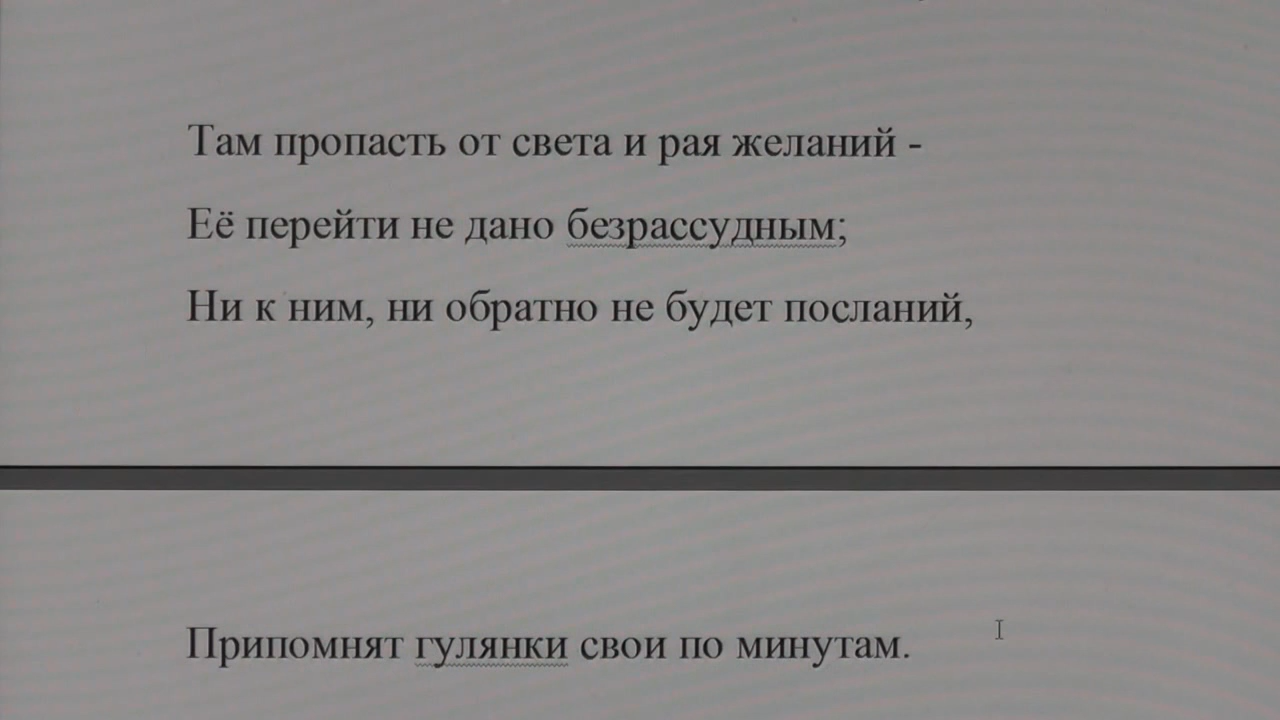 Там пропасть от света и рая желаний -
Её перейти не дано безрассудным;
Ни к ним, ни обратно не будет посланий,
Припомнят гулянки свои по минутам.